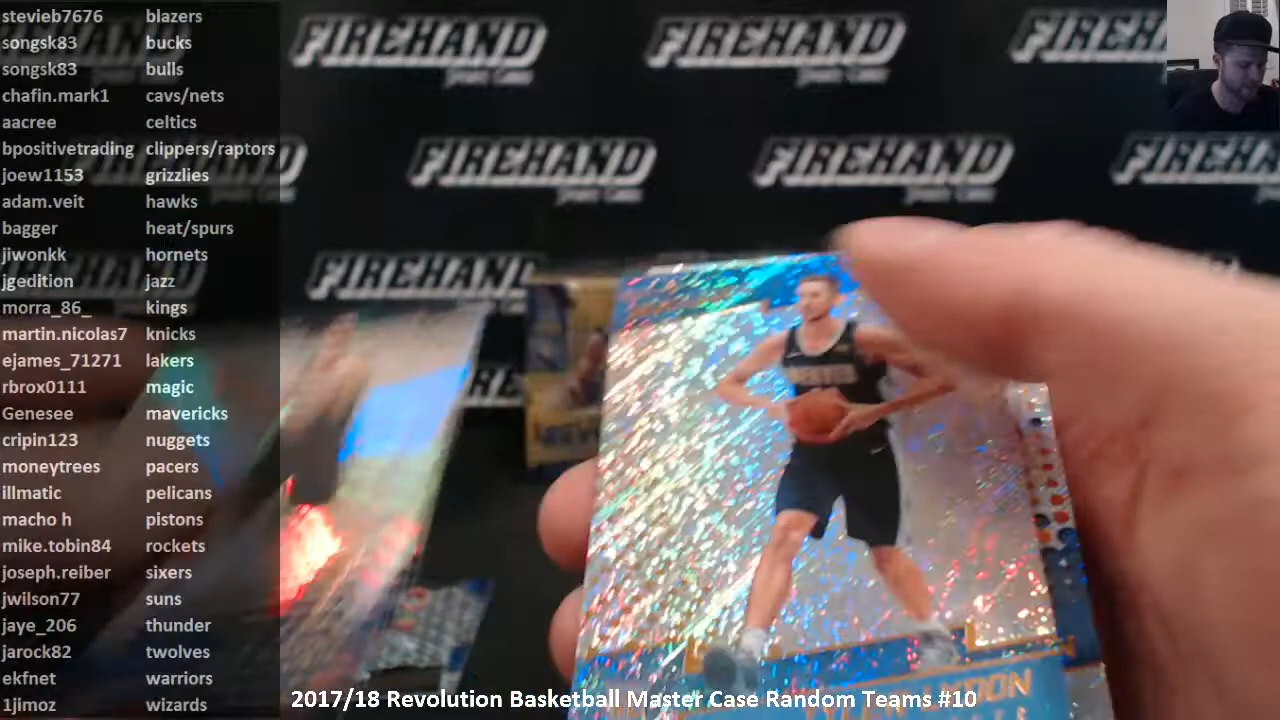 stevieb7676 blazers
songsk83 bucks
songsk83 bulls
chafin.mark1 cavs/nets
aacree celtics
bpositivetrading clippers/raptors
joew1153 grizzlies
adam.veit hawks
bagger heat/spurs
jiwonkk hornets
jgedition jazz
morra_86_ kings
martin.nicolas7 knicks
ejames_71271 lakers
rbrox0111 magic
Genesee mavericks
cripin123 nuggets
moneytrees pacers
illmatic pelicans
macho h pistons
mike.tobin84 rockets
joseph.reiber sixers
jwilson77 suns
jaye_206 thunder
jarock82 twolves
ekfnet warriors
1jimoz wizards
FIREHAND FIREHAND FIREHAND
FIREHAND FIREHAND FIREHAND
FIREHAND
2017/18 Revolution Basketball Master Case Random Teams #10